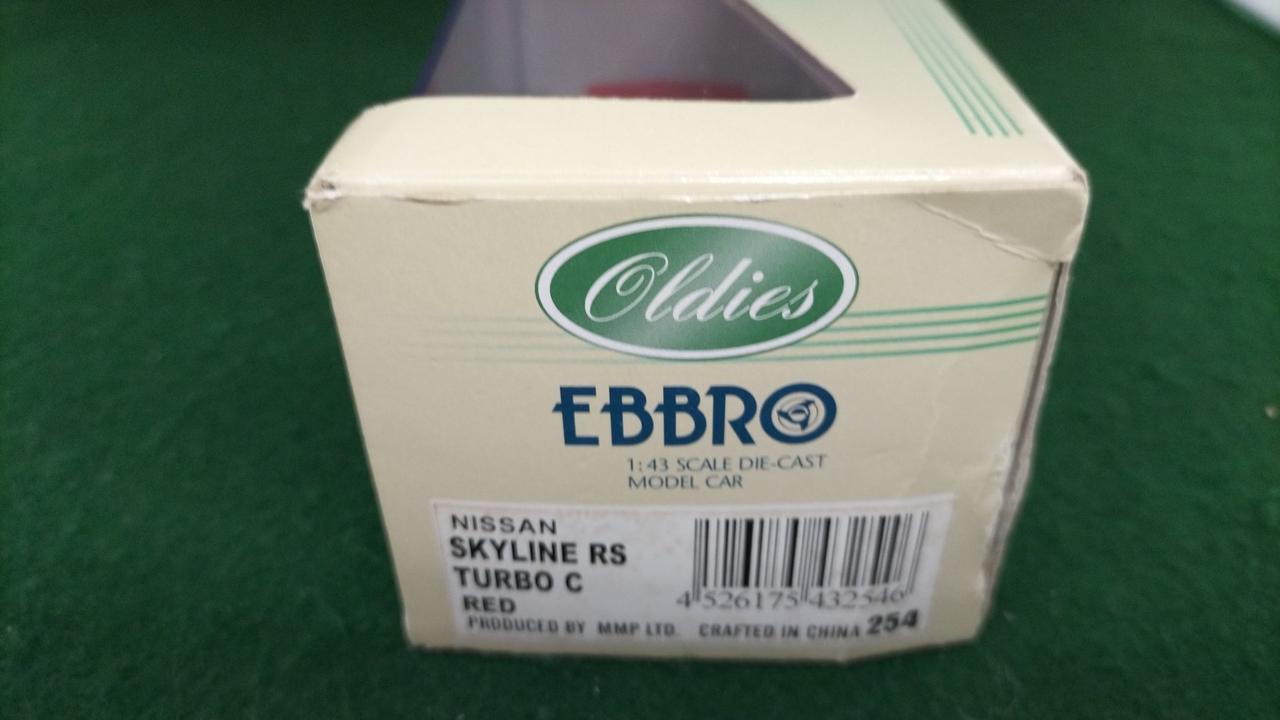 Oldies
EBBRO
1:43 SCALE DIE-CAST
MODEL CAR
NISSAN
SKYLINE RS
TURBO C
RED
4 526175 432546
PRODUCED BY MMP LTD. CRAFTED IN CHINA 254